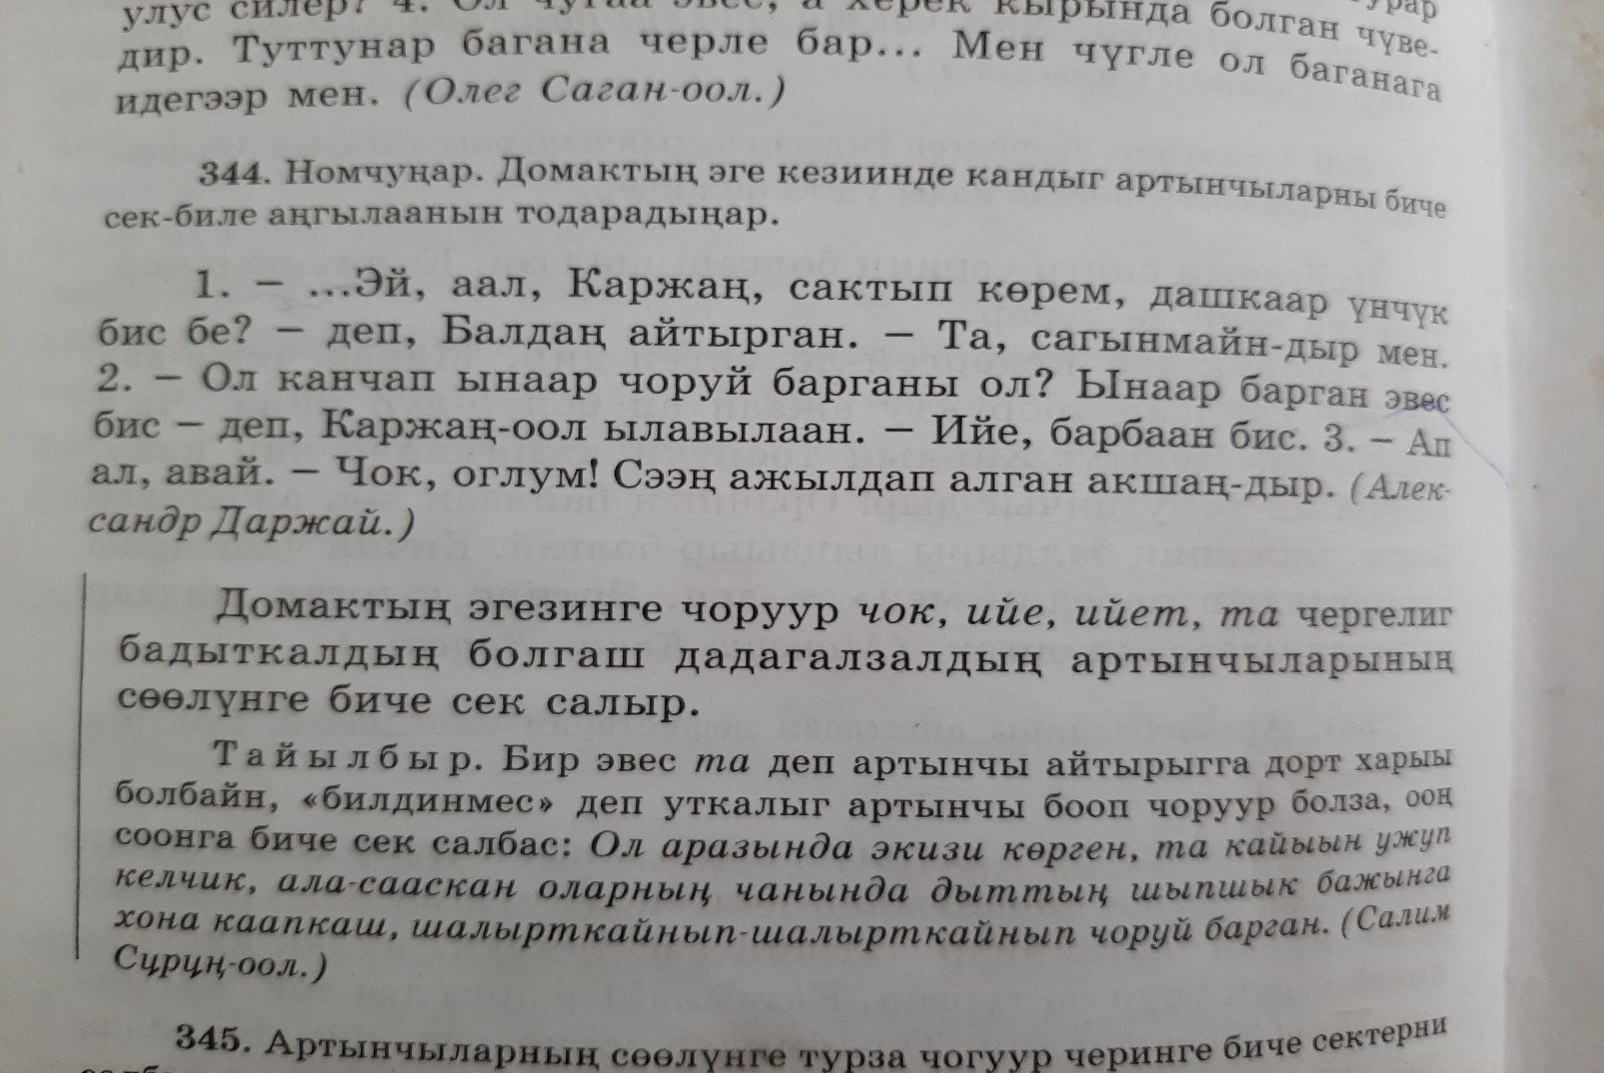 улус силер? 4. Ол чугаа эвес, а херек кырында болган чүве-
дир. Туттунар багана черле бар... Мен чүгле ол баганага
идегээр мен. (Олег Саган-оол.)
344. Номчуңар. Домактың эге кезиинде кандыг артынчыларны биче
сек-биле аңгылаанын тодарадыңар.
1. – ...Эй, аал, Каржаң, сактып көрем, дашкаар үнчүк
бис бе? – деп, Балдаң айтырган. – Та, сагынмайн-дыр мен.
2. – Ол канчап ынаар чоруй барганы ол? Ынаар барган эвес
бис – деп, Каржаң-оол ылавылаан. – Ийе, барбаан бис. 3. – Ап
ал, авай. – Чок, оглум! Сээң ажылдап алган акшаң-дыр. (Алек-
сандр Даржай.)
Домактың эгезинге чоруур чок, ийе, ийет, та чергелиг
бадыткалдың болгаш дадагалзалдың артынчыларының
сөөлүнге биче сек салыр.
Тайылбыр. Бир эвес та деп артынчы айтырыгга дорт харыы
болбайн, «билдинмес» деп уткалыг артынчы бооп чоруур болза, ооң
соонга биче сек салбас: Ол аразында экизи көрген, та кайыын ужуп
келчик, ала-сааскан оларның чанында дыттың шыпшык бажынга
хона каапкаш, шалырткайнып-шалырткайнып чоруй барган. (Салим
Сүрүң-оол.)
345. Артынчыларның сөөлүнге турза чогуур черинге биче сектерни